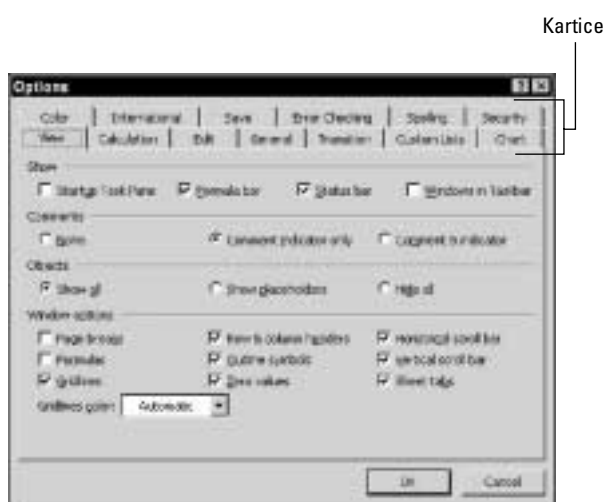 Kartice
Options
Color International Save Error Checking Spelling Security
View Calculation Edit General Transition Custom Lists Chart
Show
Startup Task Pane Formula bar Status bar Windows in Taskbar
Comments
None Comment indicator only Comment & indicator
Objects
Show all Show placeholders Hide all
Window options
Page breaks Row & column headers Horizontal scroll bar
Formulas Outline symbols Vertical scroll bar
Gridlines Zero values Sheet tabs
Gridlines color: Automatic
OK Cancel